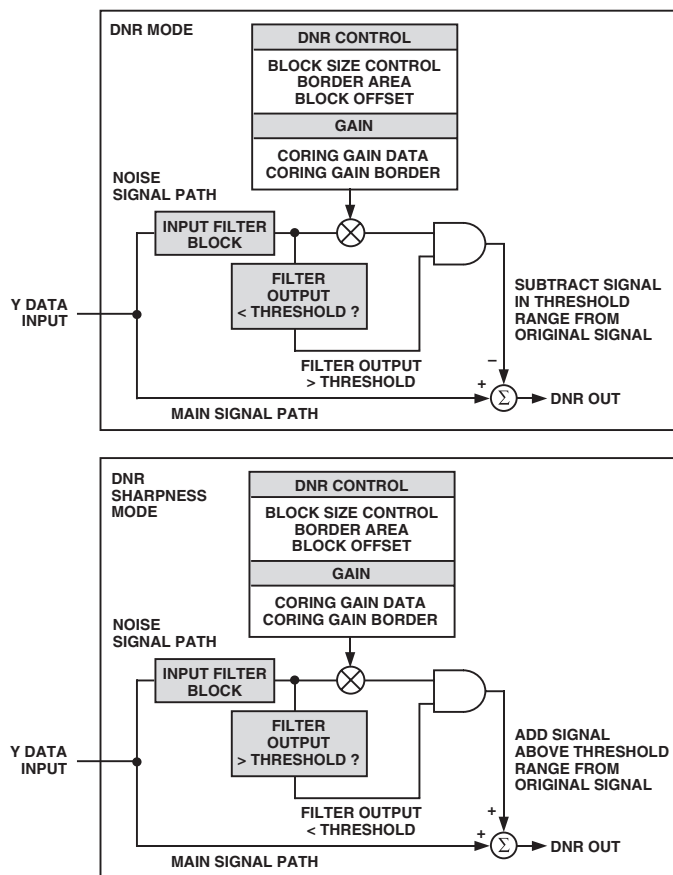 DNR MODE
DNR CONTROL
BLOCK SIZE CONTROL
BORDER AREA
BLOCK OFFSET
GAIN
CORING GAIN DATA
CORING GAIN BORDER
NOISE
SIGNAL PATH
INPUT FILTER
BLOCK
FILTER
OUTPUT
< THRESHOLD ?
Y DATA
INPUT
SUBTRACT SIGNAL
IN THRESHOLD
RANGE FROM
ORIGINAL SIGNAL
FILTER OUTPUT
> THRESHOLD
–
+
Σ
DNR OUT
MAIN SIGNAL PATH
DNR
SHARPNESS
MODE
DNR CONTROL
BLOCK SIZE CONTROL
BORDER AREA
BLOCK OFFSET
GAIN
CORING GAIN DATA
CORING GAIN BORDER
NOISE
SIGNAL PATH
INPUT FILTER
BLOCK
FILTER
OUTPUT
> THRESHOLD ?
Y DATA
INPUT
ADD SIGNAL
ABOVE THRESHOLD
RANGE FROM
ORIGINAL SIGNAL
FILTER OUTPUT
< THRESHOLD
+
+
Σ
DNR OUT
MAIN SIGNAL PATH